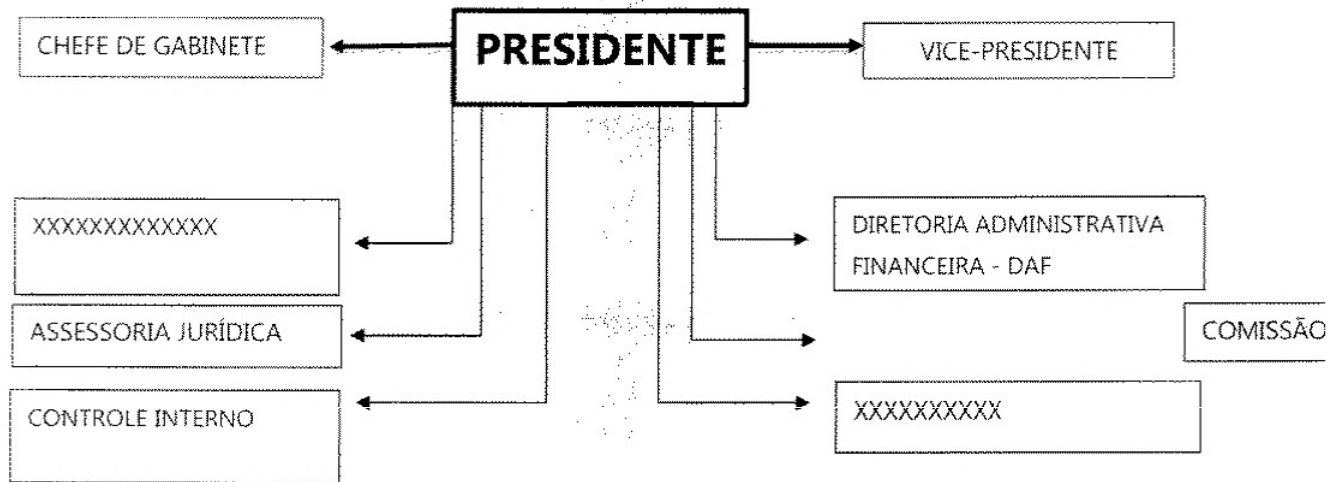 CHEFE DE GABINETE
PRESIDENTE
VICE-PRESIDENTE
XXXXXXXXXXXXX
DIRETORIA ADMINISTRATIVA
FINANCEIRA - DAF
ASSESSORIA JURÍDICA
COMISSÃO
CONTROLE INTERNO
XXXXXXXXXX